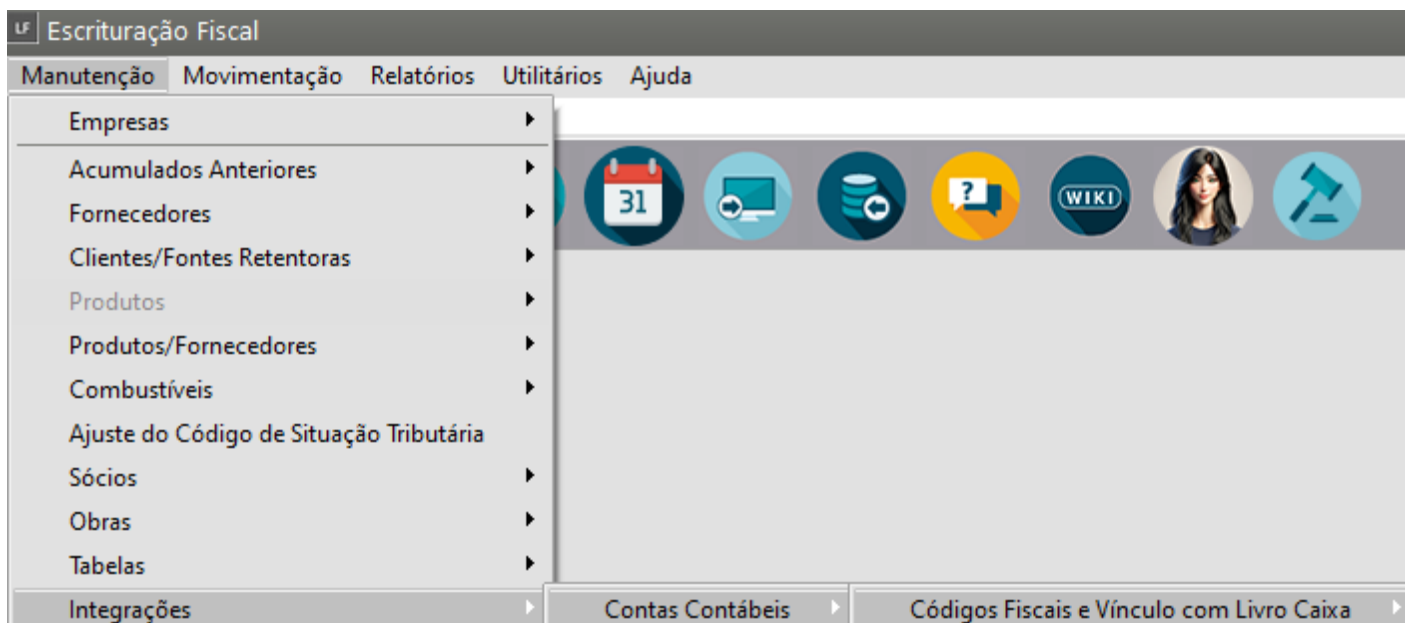 LF Escrituração Fiscal
Manutenção Movimentação Relatórios Utilitários Ajuda
Empresas
Acumulados Anteriores
31 ? WIKI
Fornecedores
Clientes/Fontes Retentoras
Produtos
Produtos/Fornecedores
Combustíveis
Ajuste do Código de Situação Tributária
Sócios
Obras
Tabelas
Integrações Contas Contábeis Códigos Fiscais e Vínculo com Livro Caixa